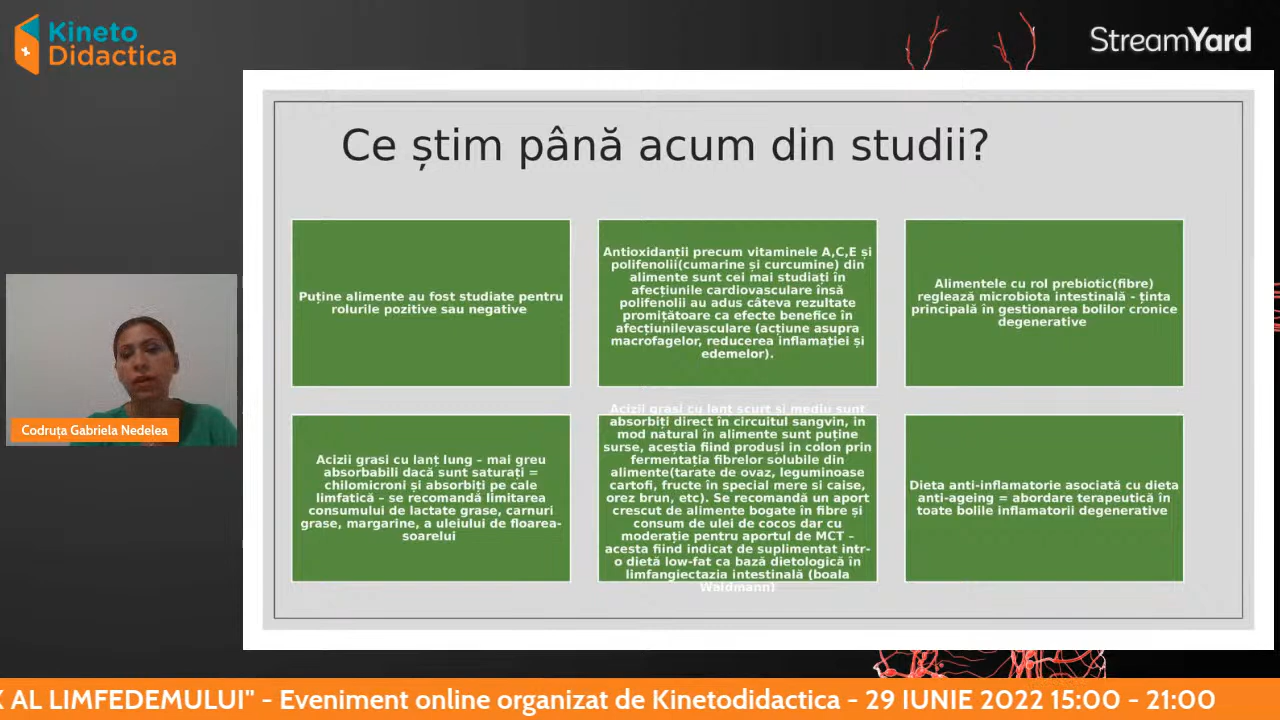 Kineto
Didactica
StreamYard
Ce știm până acum din studii?
Puține alimente au fost studiate pentru
rolurile pozitive sau negative
Antioxidanții precum vitaminele A,C,E și
polifenolii(cumarine și curcumine) din
alimente sunt cei mai studiați în
afecțiunile cardiovasculare însă
polifenolii au adus câteva rezultate
promițătoare ca efecte benefice în
afecțiunilevasculare (acțiune asupra
macrofagelor, reducerea inflamației și
edemelor).
Alimentele cu rol prebiotic(fibre)
reglează microbiota intestinală - ținta
principală în gestionarea bolilor cronice
degenerative
Acizii grasi cu lanț lung – mai greu
absorbabili dacă sunt saturați =
chilomicroni și absorbiți pe cale
limfatică – se recomandă limitarea
consumului de lactate grase, carnuri
grase, margarine, a uleiului de floarea-
soarelui
Acizii grasi cu lanț scurt si mediu sunt
absorbiți direct în circuitul sangvin, in
mod natural în alimente sunt puține
surse, aceștia fiind produși in colon prin
fermentația fibrelor solubile din
alimente(tarate de ovaz, leguminoase
cartofi, fructe în special mere si caise,
orez brun, etc). Se recomandă un aport
crescut de alimente bogate în fibre și
consum de ulei de cocos dar cu
moderație pentru aportul de MCT –
acesta fiind indicat de suplimentat intr-
o dietă low-fat ca bază dietologică în
limfangiectazia intestinală (boala
Waldmann)
Dieta anti-inflamatorie asociată cu dieta
anti-ageing = abordare terapeutică în
toate bolile inflamatorii degenerative
Codruța Gabriela Nedelea
X AL LIMFEDEMULUI" - Eveniment online organizat de Kinetodidactica - 29 IUNIE 2022 15:00 - 21:00